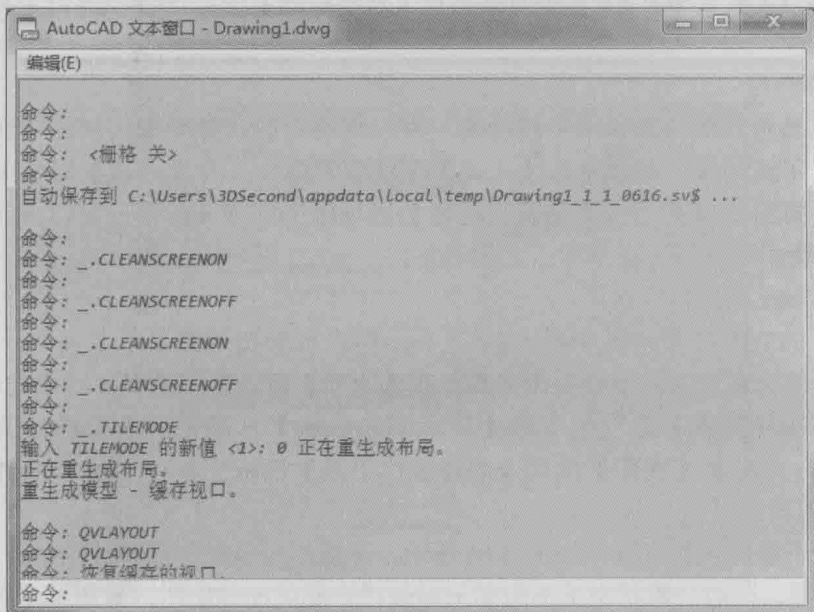 AutoCAD 文本窗口 - Drawing1.dwg
编辑(E)
命令:
命令:
命令: <栅格 关>
命令:
自动保存到 C:\Users\3DSecond\appdata\local\temp\Drawing1_1_1_0616.sv$ ...
命令:
命令: _.CLEANSCREENON
命令:
命令: _.CLEANSCREENOFF
命令:
命令: _.CLEANSCREENON
命令:
命令: _.CLEANSCREENOFF
命令:
命令: _.TILEMODE
输入 TILEMODE 的新值 <1>: 0 正在重生成布局。
正在重生成布局。
重生成模型 - 缓存视口。
命令: QVLAYOUT
命令: QVLAYOUT
命令: 恢复缓存的视口。
命令: